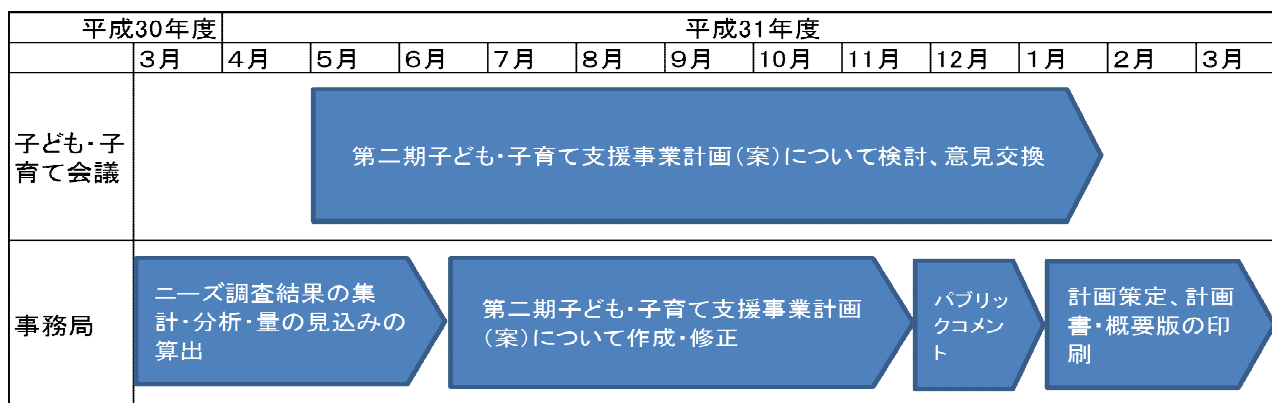 平成30年度 平成31年度
3月 4月 5月 6月 7月 8月 9月 10月 11月 12月 1月 2月 3月
子ども・子
育て会議
第二期子ども・子育て支援事業計画(案)について検討、意見交換
事務局
ニーズ調査結果の集
計・分析・量の見込みの
算出
第二期子ども・子育て支援事業計画
(案)について作成・修正
パブリッ
クコメン
ト
計画策定、計画
書・概要版の印
刷